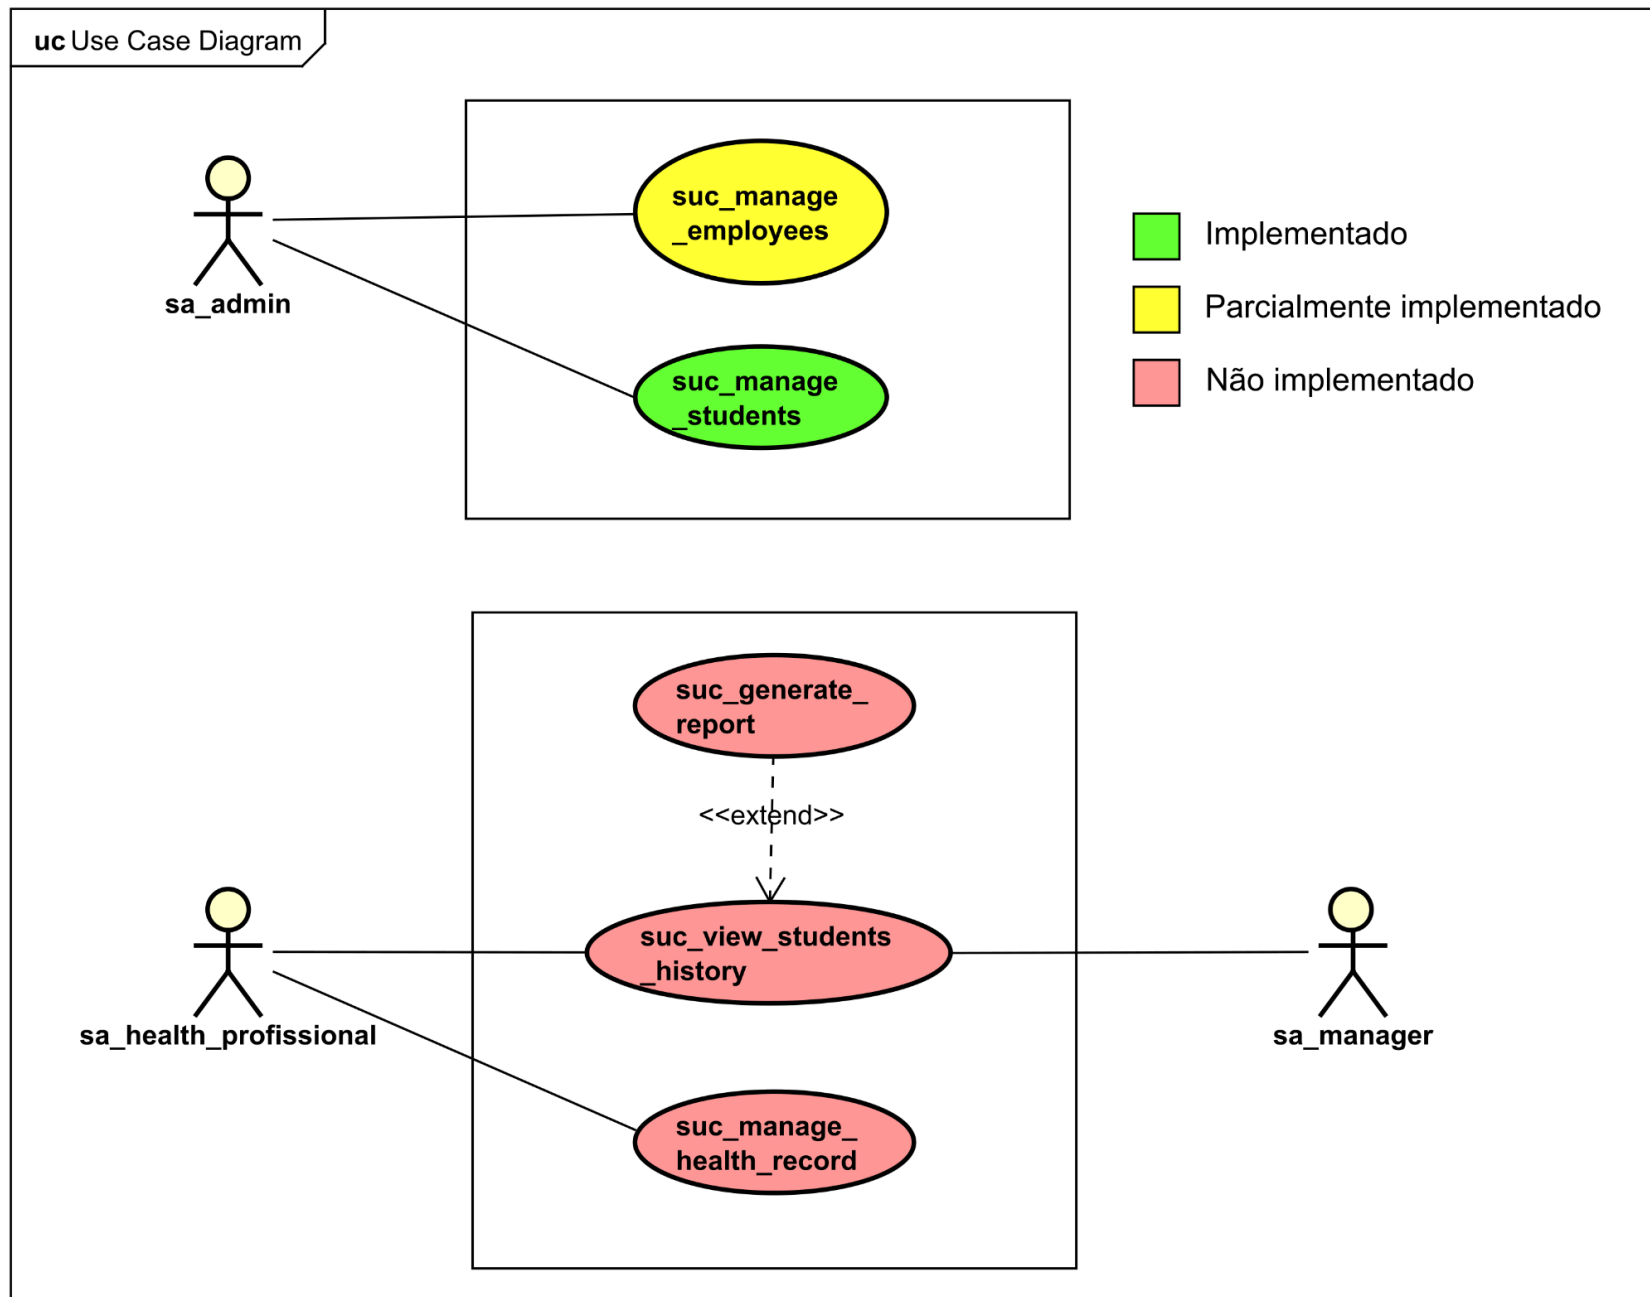 uc Use Case Diagram
suc_manage
_employees
sa_admin
suc_manage
_students
Implementado
Parcialmente implementado
Não implementado
suc_generate_
report
<<extend>>
suc_view_students
_history
sa_health_profissional
sa_manager
suc_manage_
health_record